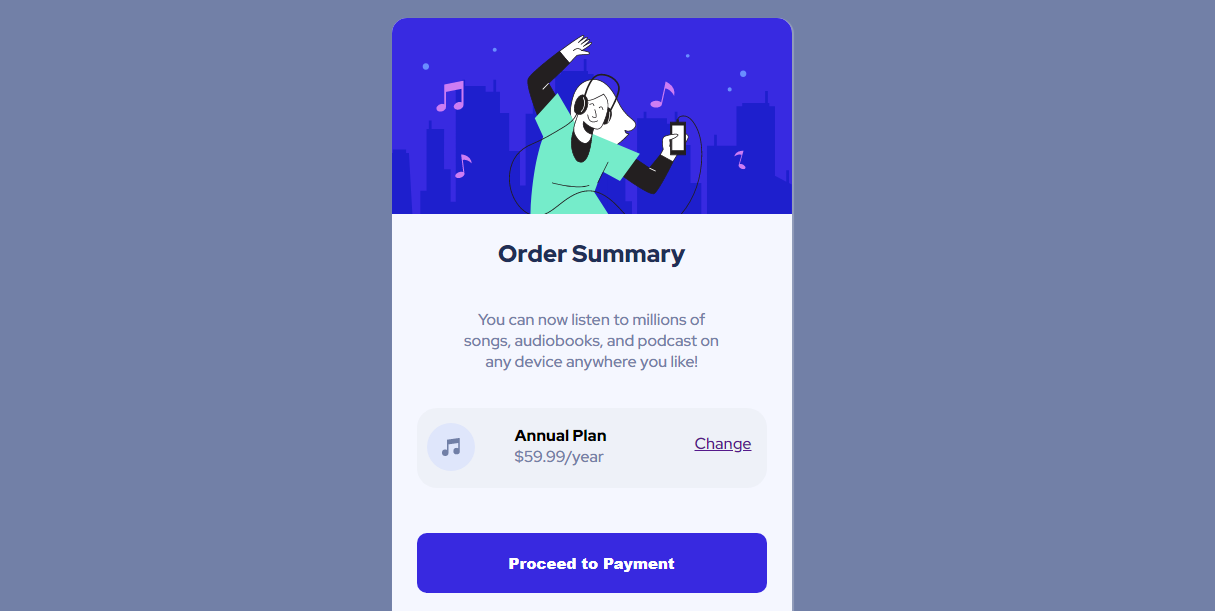 Order Summary
You can now listen to millions of
songs, audiobooks, and podcast on
any device anywhere you like!
Annual Plan
$59.99/year
Change
Proceed to Payment